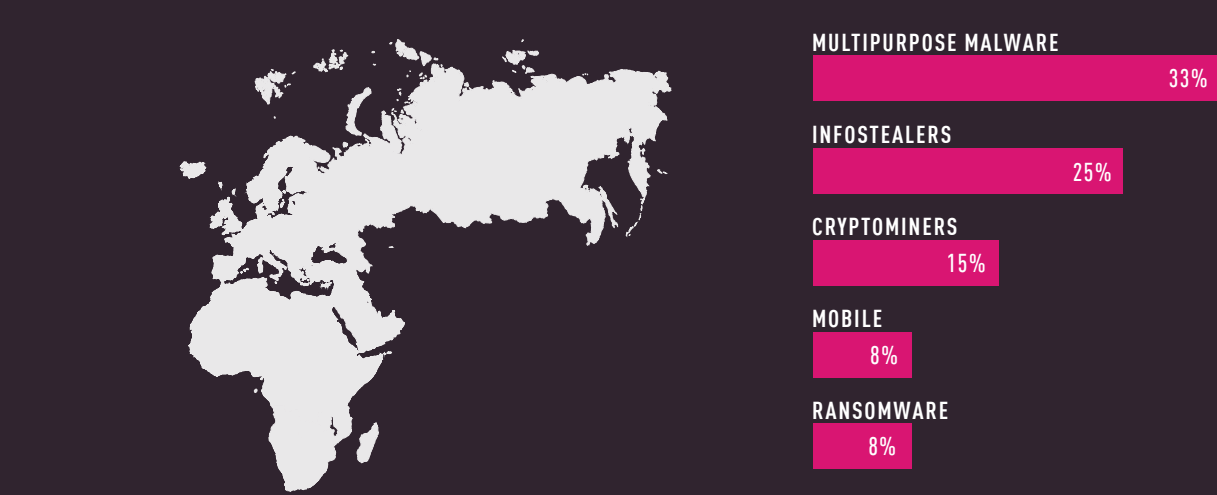 MULTIPURPOSE MALWARE
33%
INFOSTEALERS
25%
CRYPTOMINERS
15%
MOBILE
8%
RANSOMWARE
8%